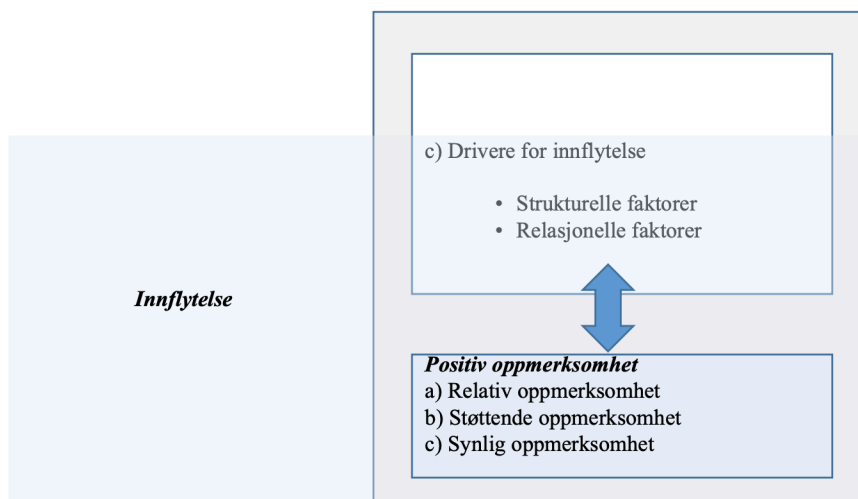 c) Drivere for innflytelse
• Strukturelle faktorer
• Relasjonelle faktorer
Innflytelse
Positiv oppmerksomhet
a) Relativ oppmerksomhet
b) Støttende oppmerksomhet
c) Synlig oppmerksomhet